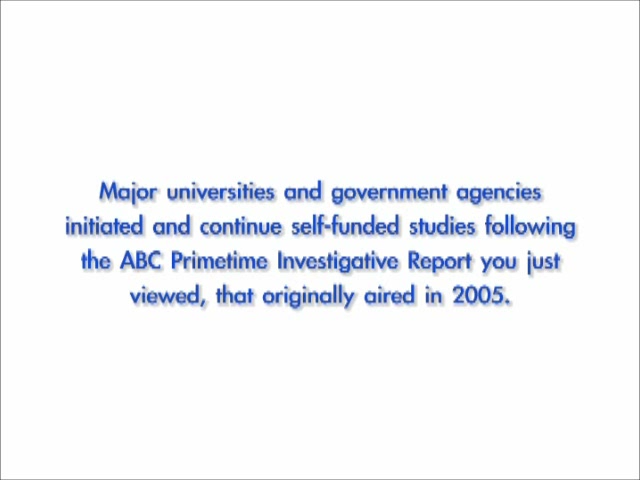 Major universities and government agencies
initiated and continue self-funded studies following
the ABC Primetime Investigative Report you just
viewed, that originally aired in 2005.